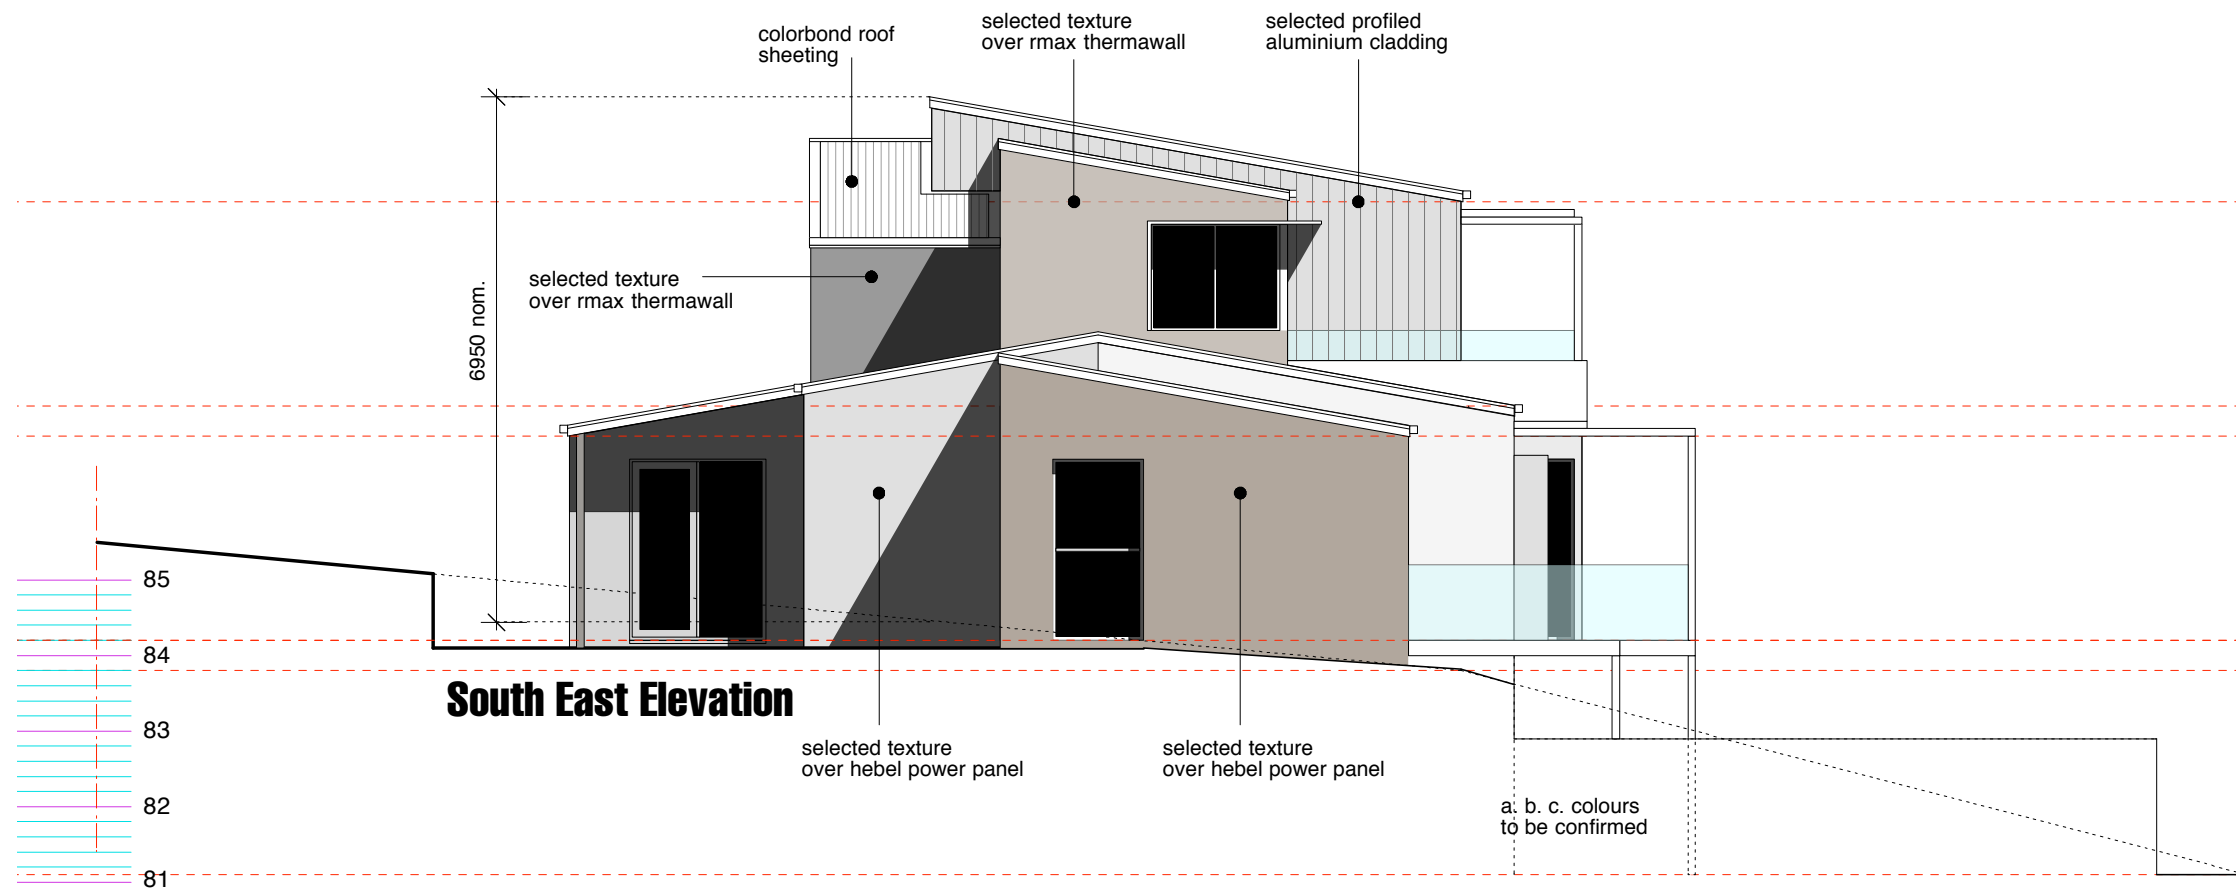 colorbond roof
sheeting
selected texture
over rmax thermawall
selected profiled
aluminium cladding
selected texture
over rmax thermawall
6950 nom.
85
84
83
82
81
South East Elevation
selected texture
over hebel power panel
selected texture
over hebel power panel
a. b. c. colours
to be confirmed